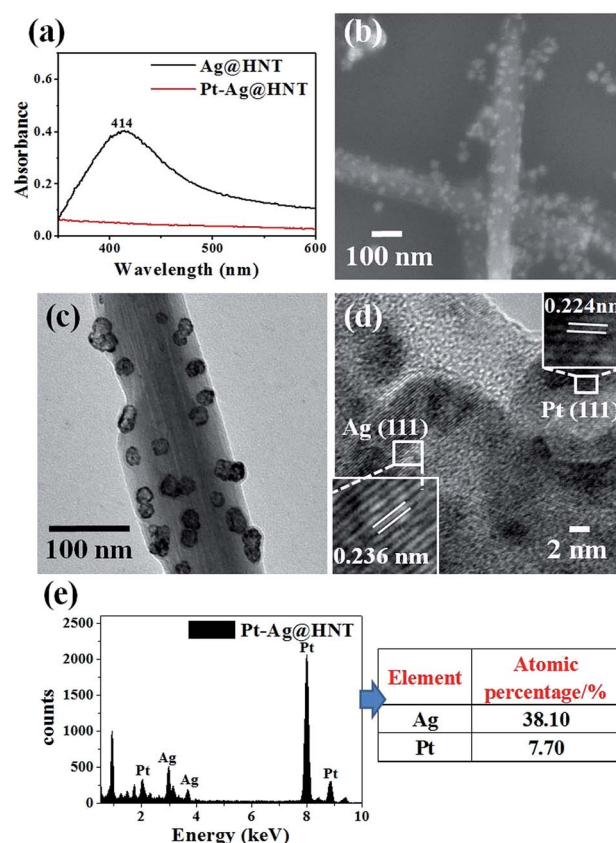 (a)
Ag@HNT
Pt-Ag@HNT
414
0.6
0.4
0.2
0.0
Absorbance
400
500
600
Wavelength (nm)
(b)
100 nm
(c)
100 nm
(d)
0.224nm
Pt (111)
Ag (111)
0.236 nm
2 nm
(e)
Pt-Ag@HNT
2500
2000
1500
1000
500
0
counts
Pt
Ag
Ag
Pt
Pt
2
4
6
8
10
Energy (keV)
Element
Atomic
percentage/%
Ag
38.10
Pt
7.70